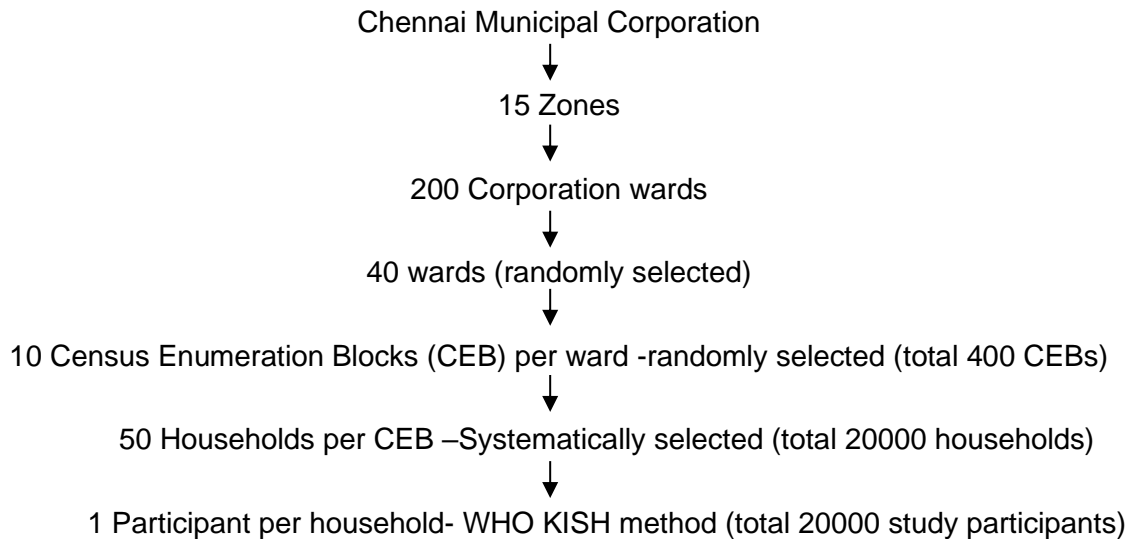 Chennai Municipal Corporation
15 Zones
200 Corporation wards
40 wards (randomly selected)
10 Census Enumeration Blocks (CEB) per ward -randomly selected (total 400 CEBs)
50 Households per CEB –Systematically selected (total 20000 households)
1 Participant per household- WHO KISH method (total 20000 study participants)